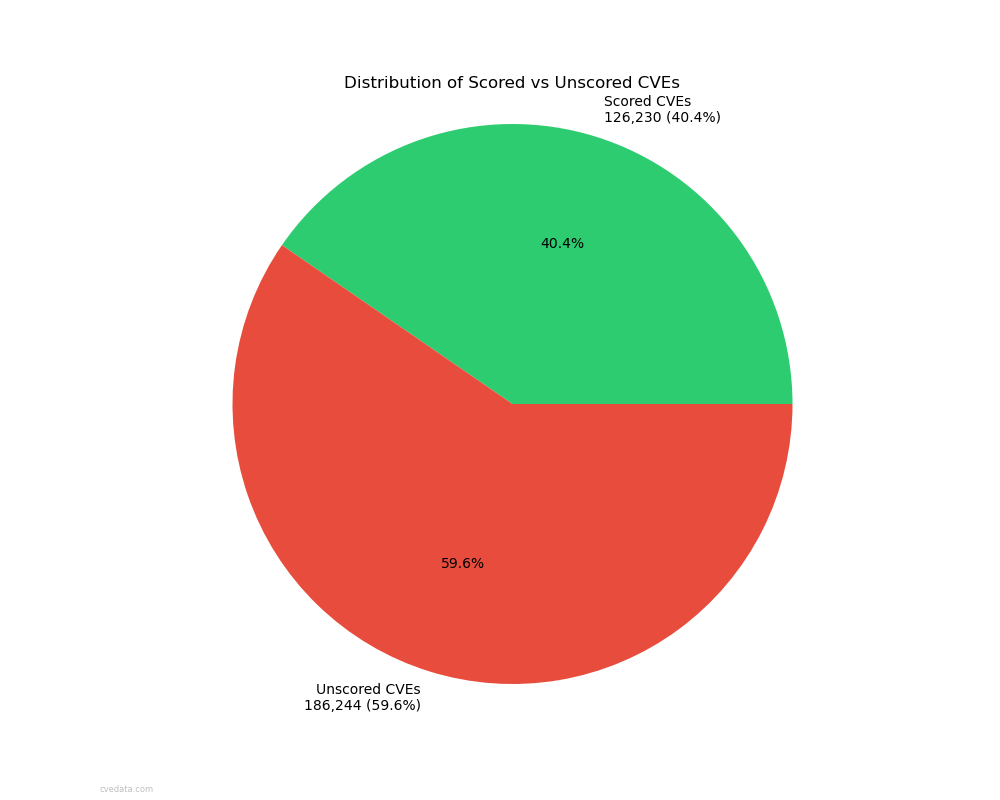 Distribution of Scored vs Unscored CVEs
Scored CVEs
126,230 (40.4%)
40.4%
59.6%
Unscored CVEs
186,244 (59.6%)
cvedata.com